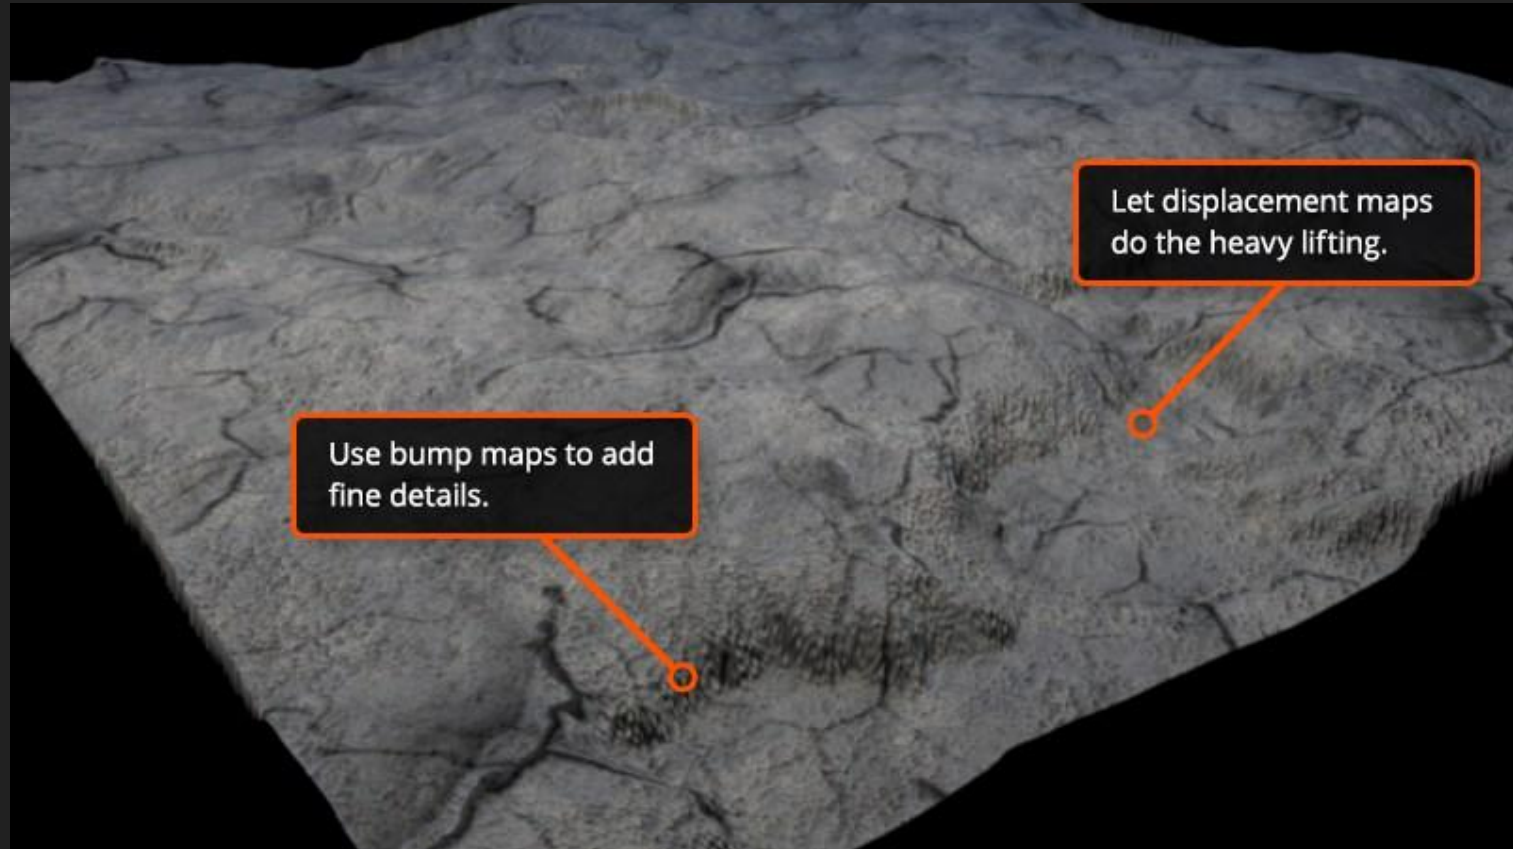 Let displacement maps
do the heavy lifting.
Use bump maps to add
fine details.